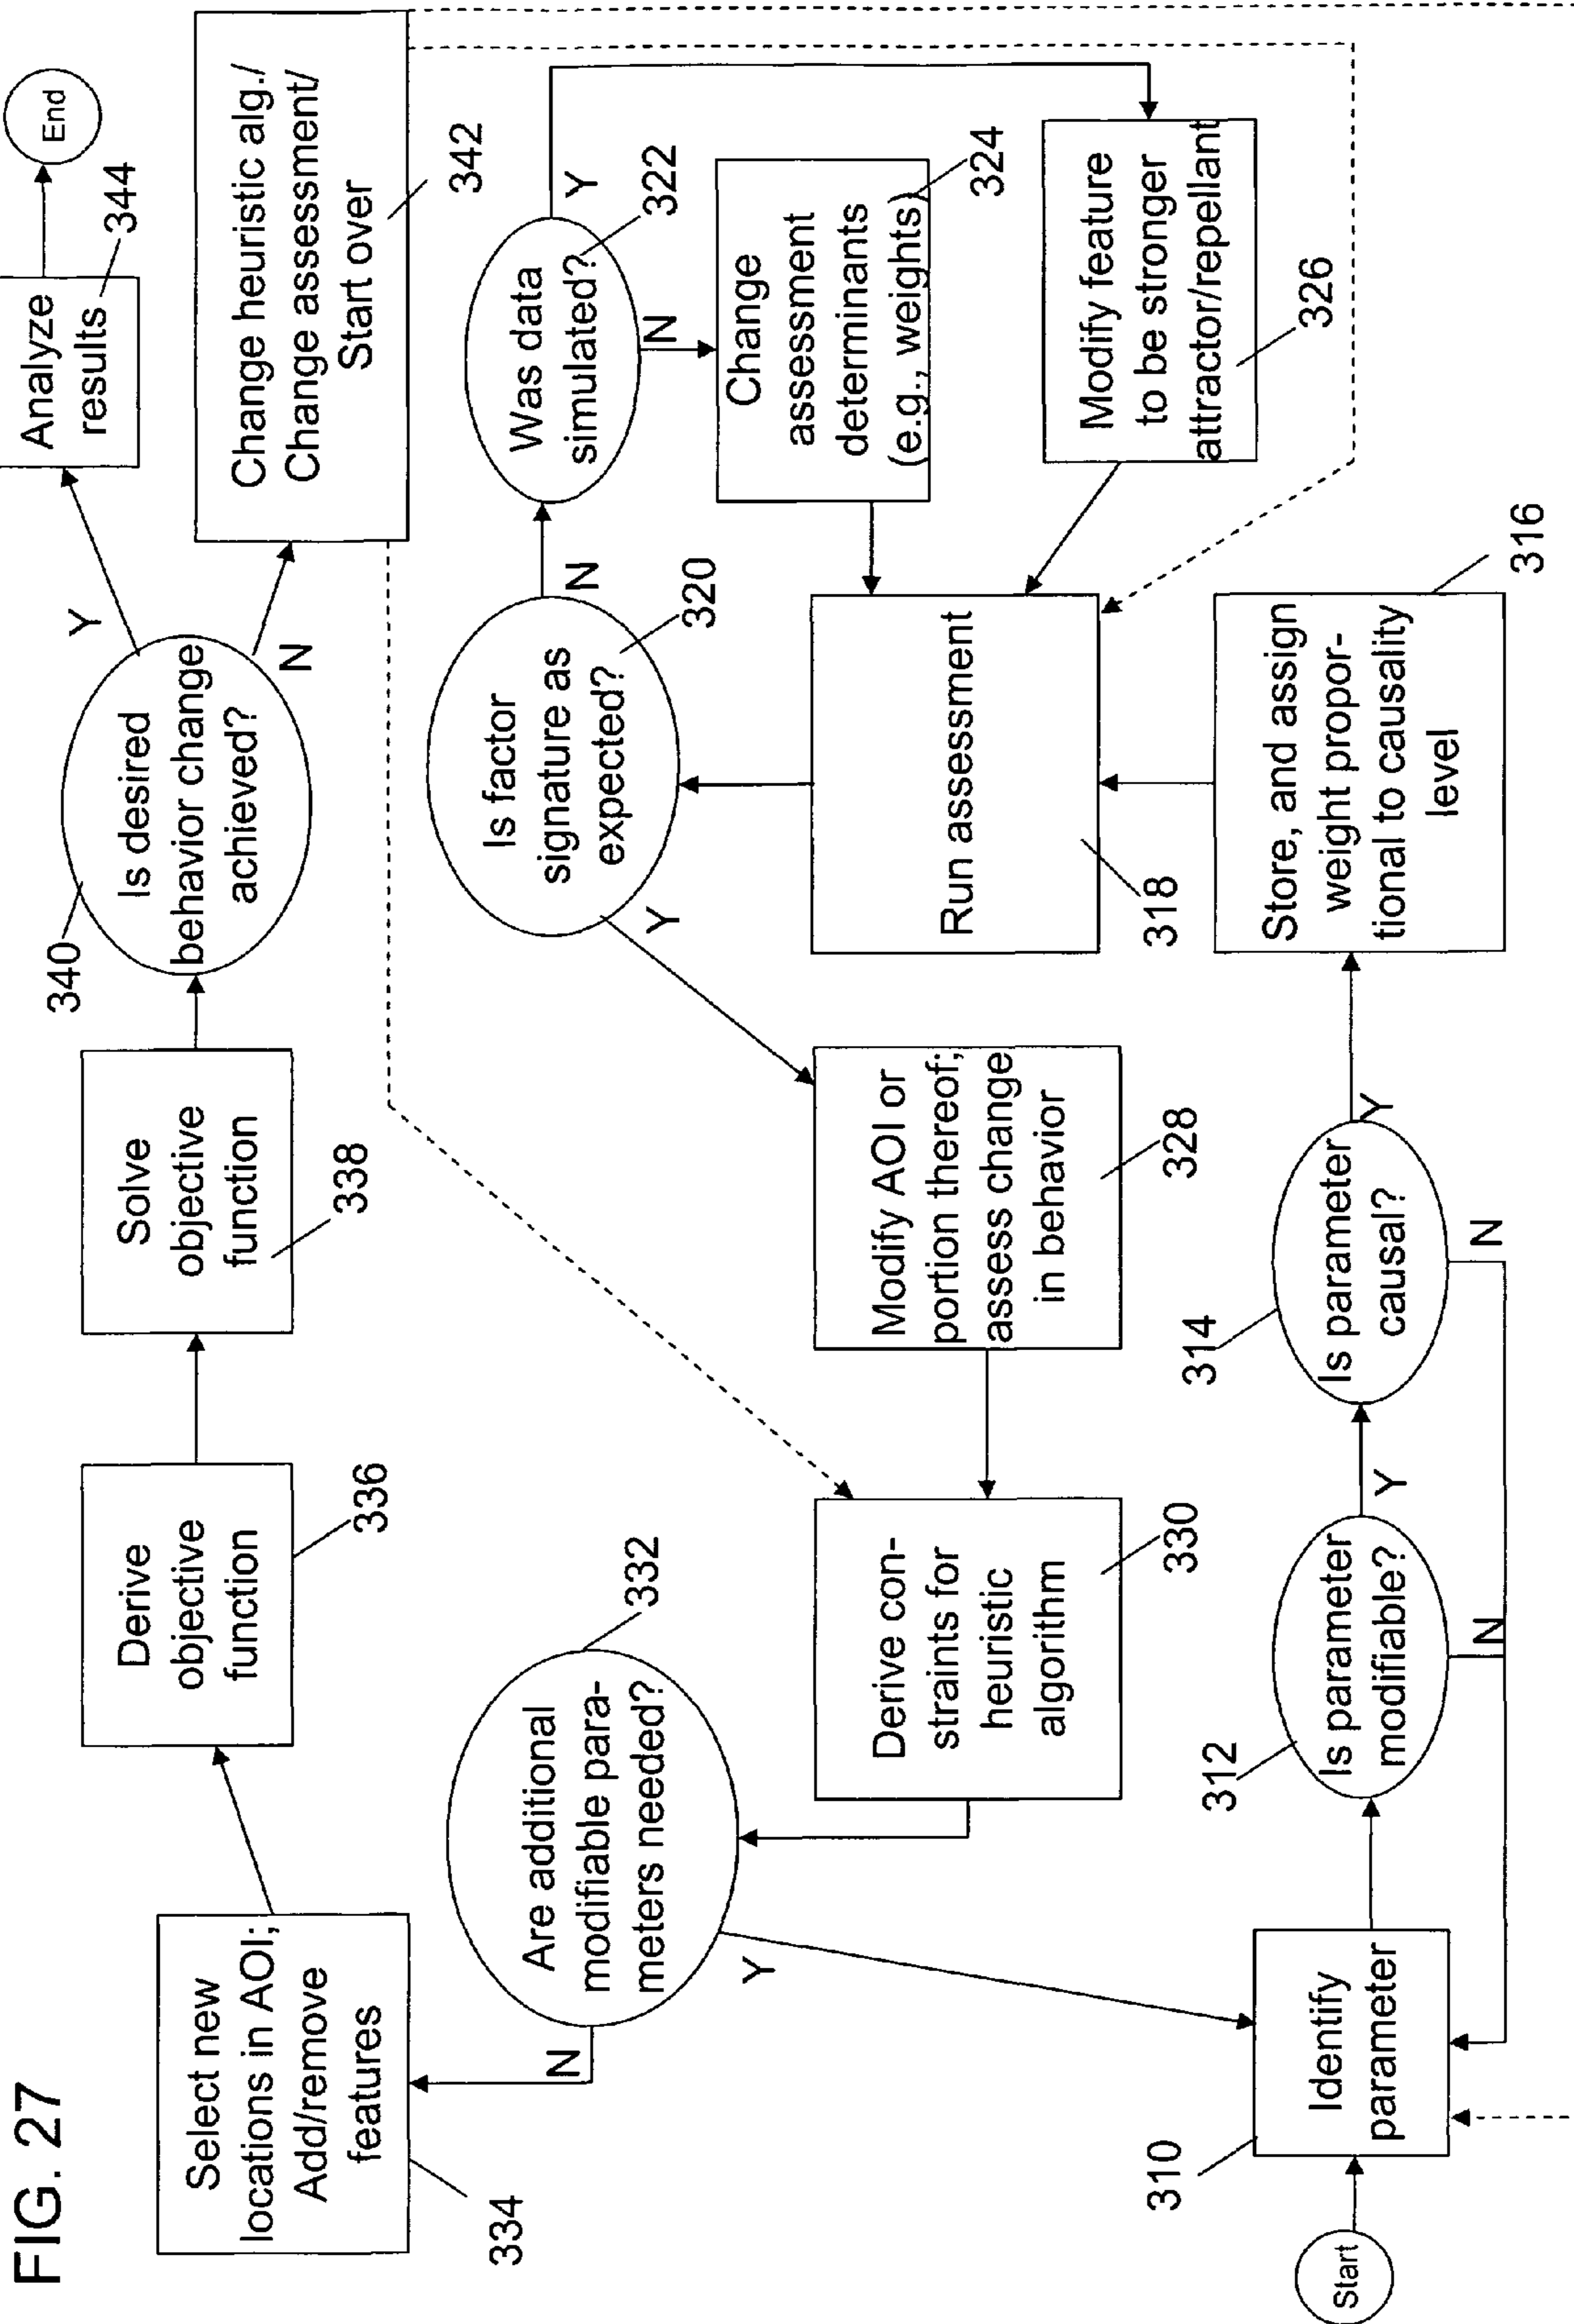 FIG. 27
Select new
locations in AOI;
Add/remove
features
334
Derive
objective
function
336
Solve
objective
function
338
340
Is desired
behavior change
achieved?
Y
N
Analyze
results
344
End
Change heuristic alg./
Change assessment/
Start over
342
Are additional
modifiable para-
meters needed?
332
N
Y
Is factor
signature as
expected?
320
Y
N
Was data
simulated?
322
Y
N
Change
assessment
determinants
(e.g., weights)
324
Modify feature
to be stronger
attractor/repellant
326
Derive con-
straints for
heuristic
algorithm
330
Modify AOI or
portion thereof;
assess change
in behavior
328
Run assessment
318
Start
310
Identify
parameter
312
Is parameter
modifiable?
Y
N
314
Is parameter
causal?
Y
N
Store, and assign
weight propor-
tional to causality
level
316